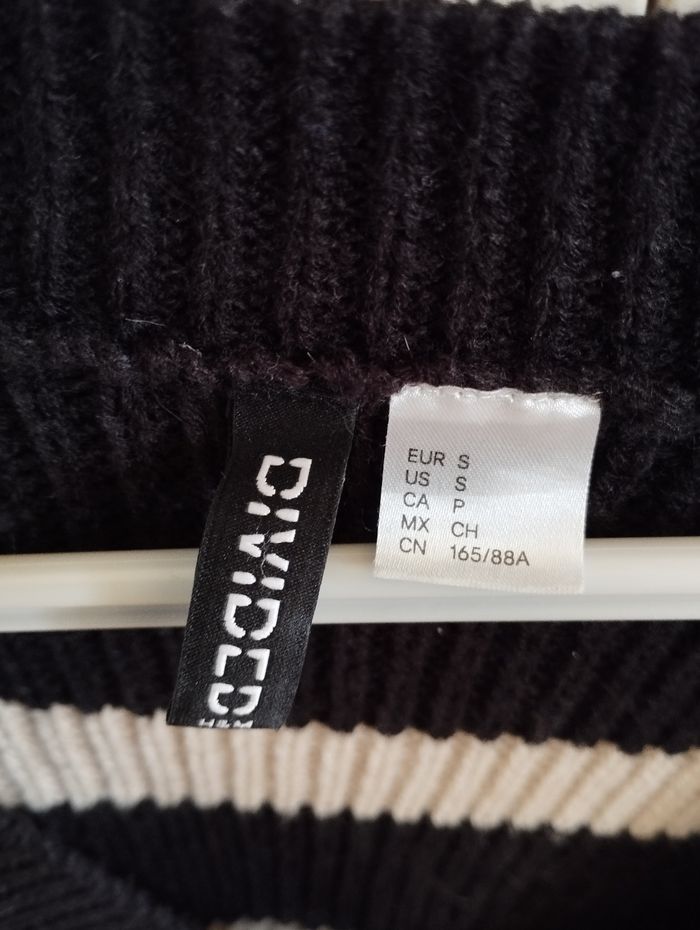 DIVIDED
EUR S
US S
CA P
MX CH
CN 165/88A